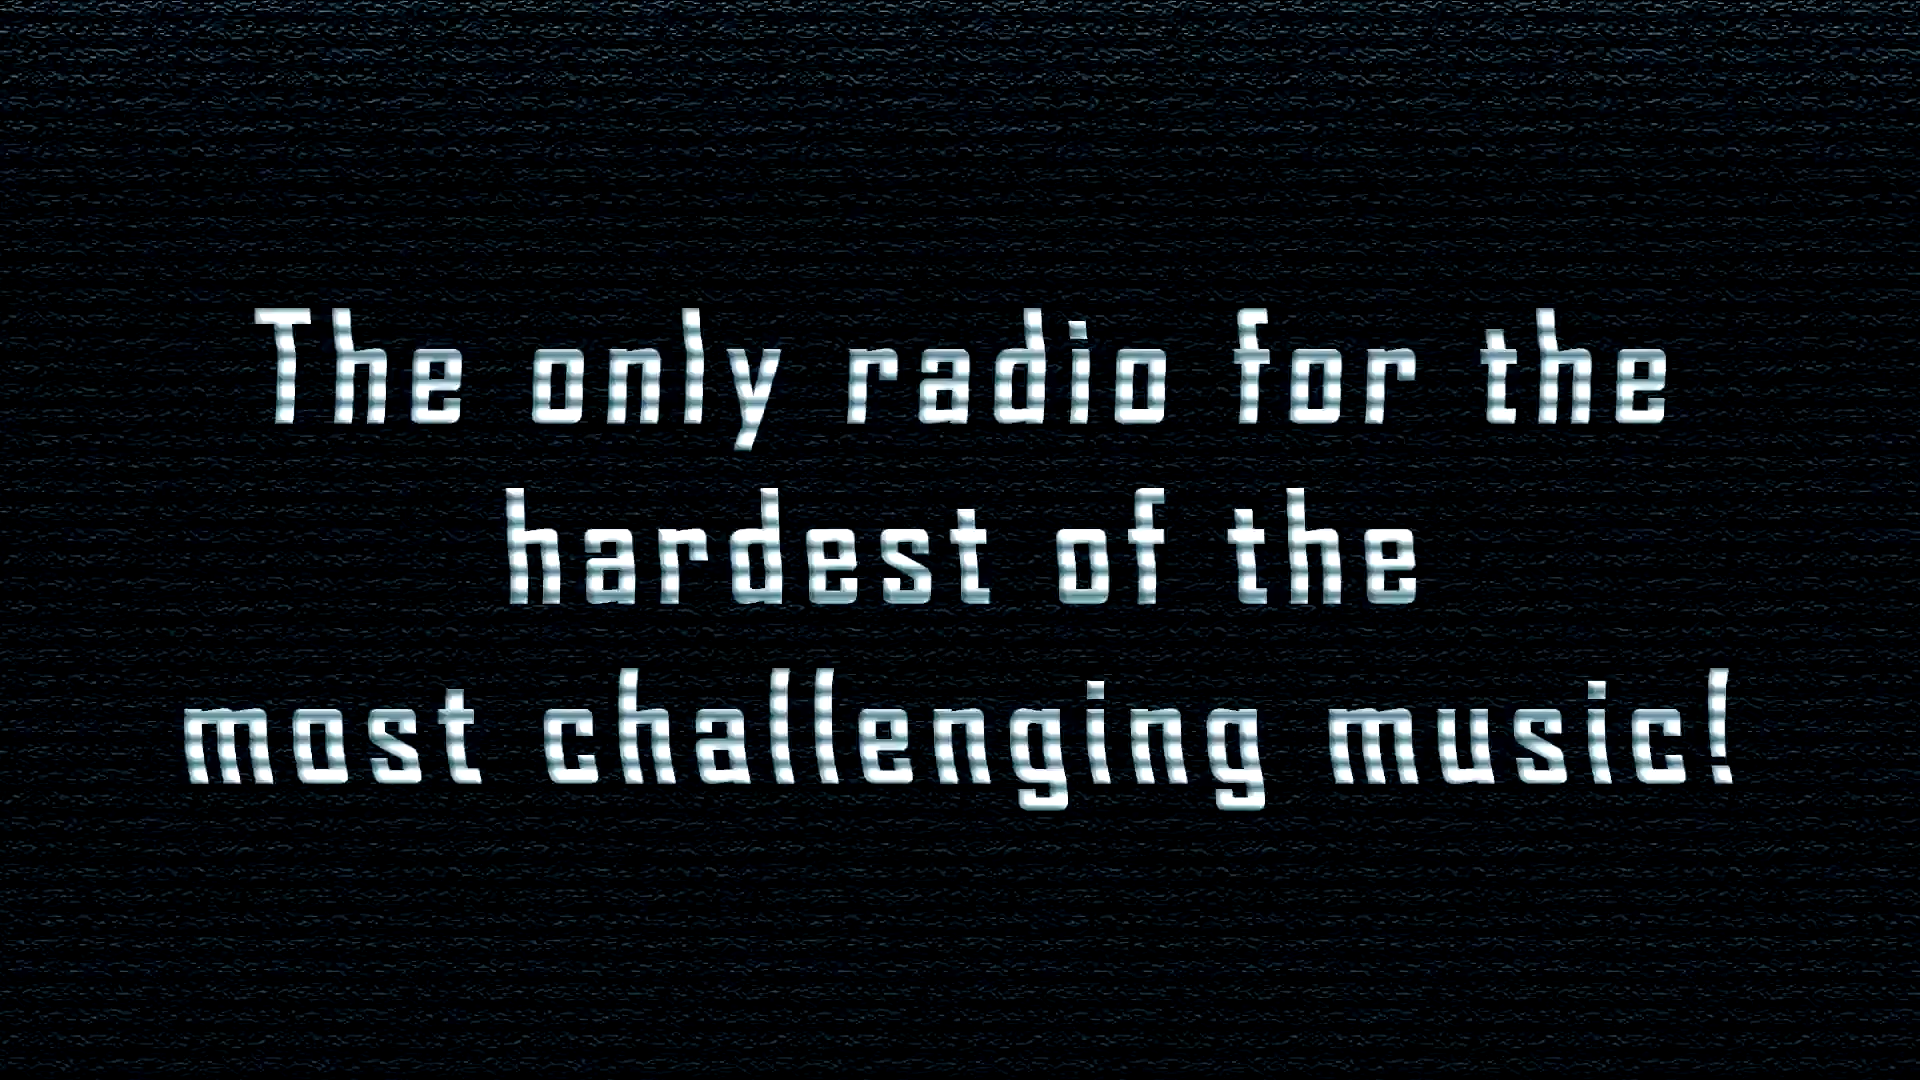 The only radio for the
hardest of the
most challenging music!